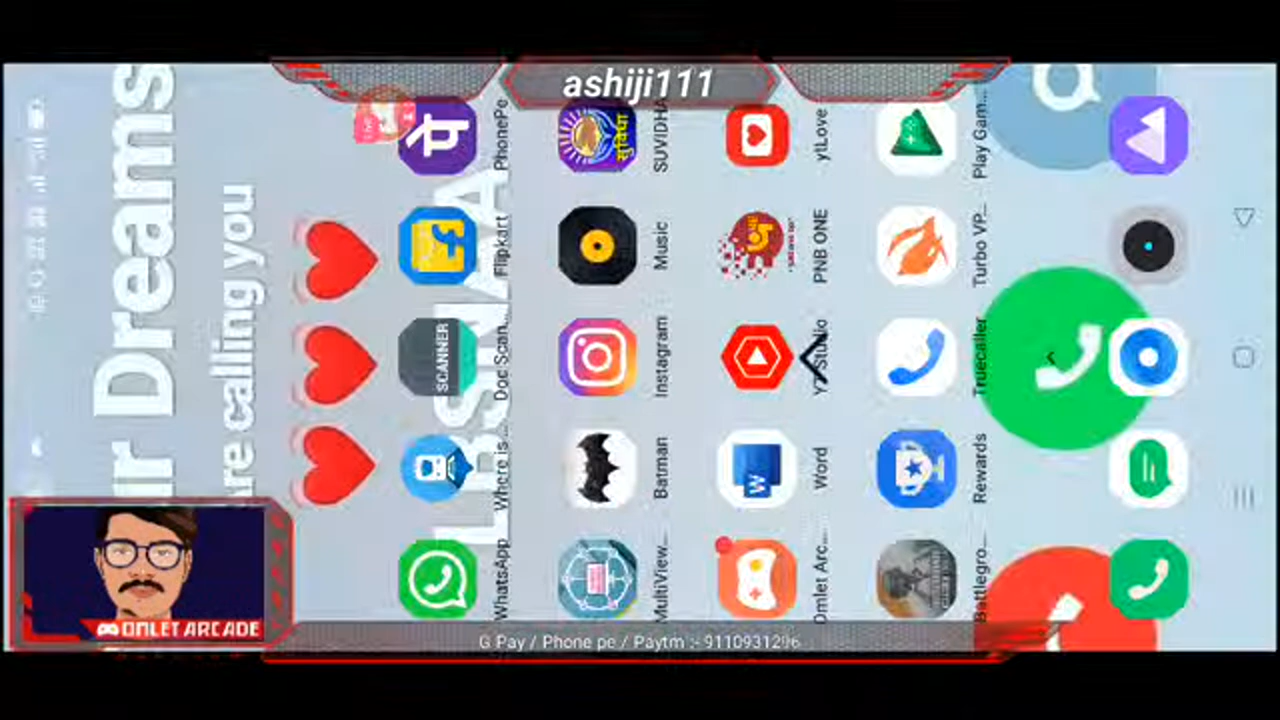 ashiji111
ur Dreams
are calling you
LBSNAA
प
PhonePe
Flipkart
SCANNER
Doc Scan...
Where is ...
WhatsApp
सुविधा
SUVIDHA
Music
Instagram
Batman
MultiView...
ytLove
PNB ONE
YT Studio
W
Word
Omlet Arc...
Play Gam...
Turbo VP...
Truecaller
Rewards
Battlegro...
OMLET ARCADE
G Pay / Phone pe / Paytm :- 9110931296